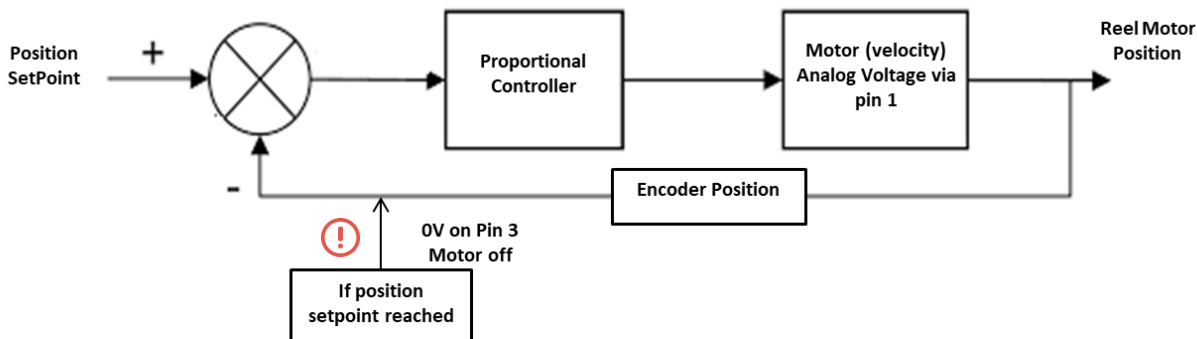 Position
SetPoint
+
Proportional
Controller
Motor (velocity)
Analog Voltage via
pin 1
Reel Motor
Position
-
Encoder Position
!
0V on Pin 3
Motor off
If position
setpoint reached